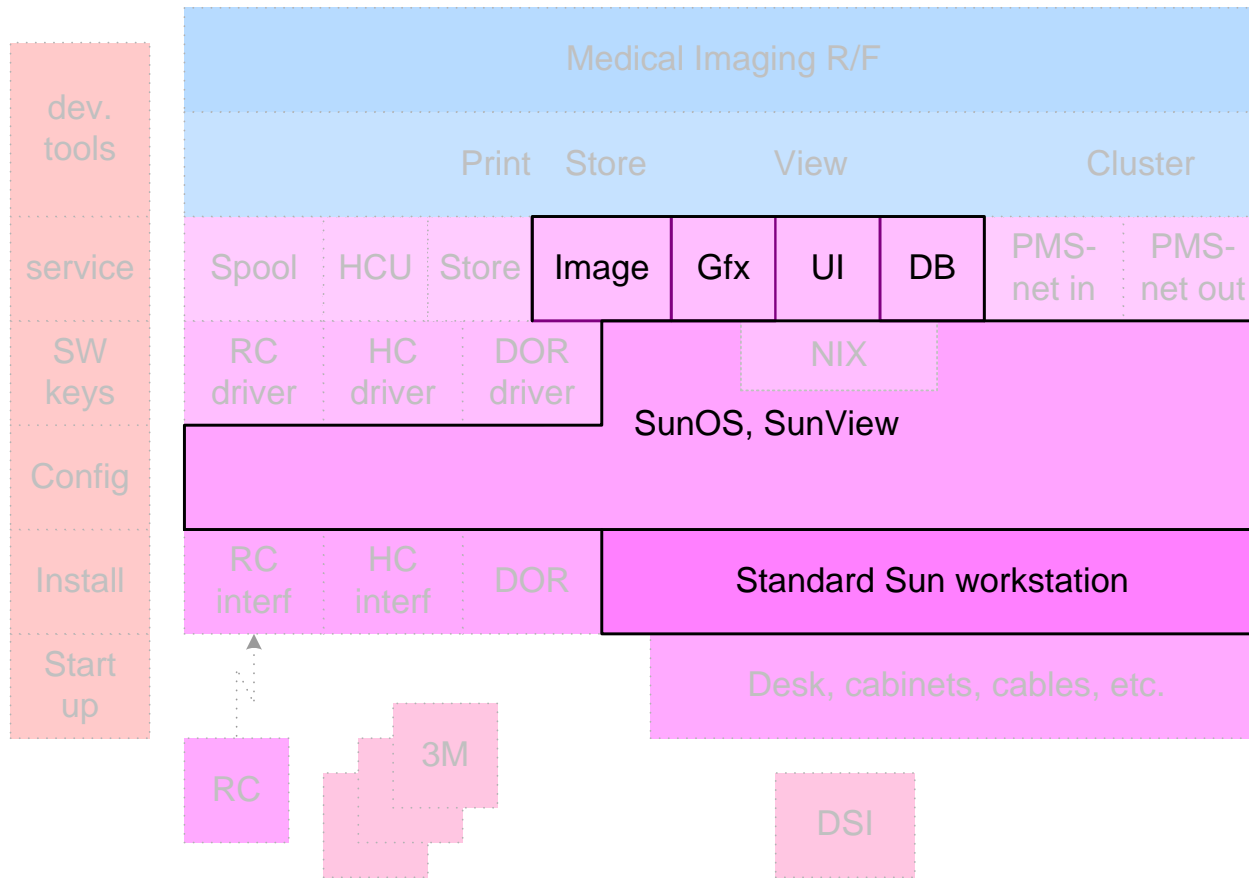 Medical Imaging R/F
dev.
tools
Print Store View Cluster
service
Spool
HCU
Store
Image
Gfx
UI
DB
PMS-
net in
PMS-
net out
SW
keys
RC
driver
HC
driver
DOR
driver
NIX
SunOS, SunView
Config
Install
RC
interf
HC
interf
DOR
Standard Sun workstation
Start
up
Desk, cabinets, cables, etc.
RC
3M
DSI